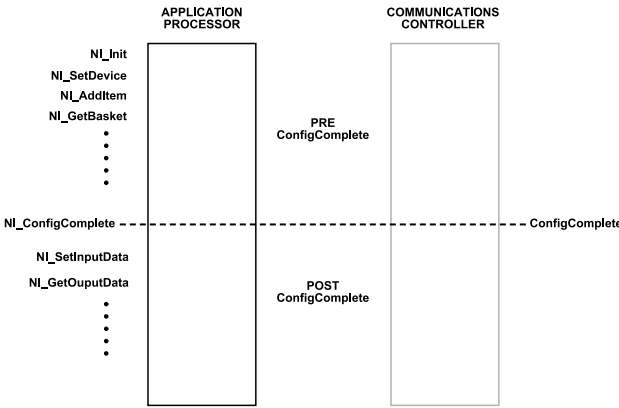 APPLICATION
PROCESSOR
COMMUNICATIONS
CONTROLLER
NI_Init
NI_SetDevice
NI_AddItem
NI_GetBasket
PRE
ConfigComplete
NI_ConfigComplete
ConfigComplete
NI_SetInputData
NI_GetOuputData
POST
ConfigComplete